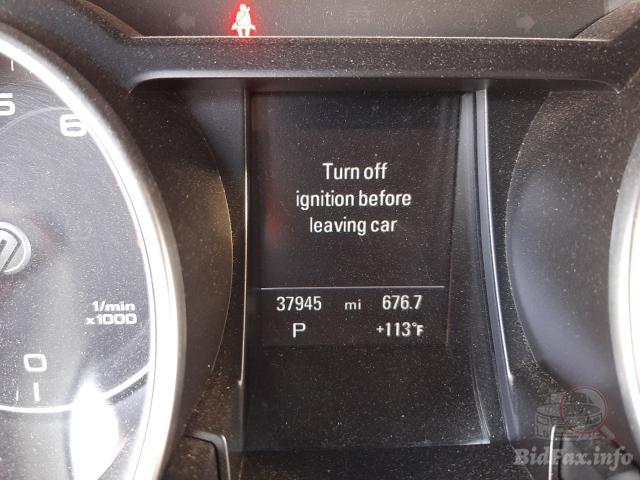 5
6
Turn off
ignition before
leaving car
37945 mi 676.7
P +113°F
1/min
x1000
0
BidFax.info